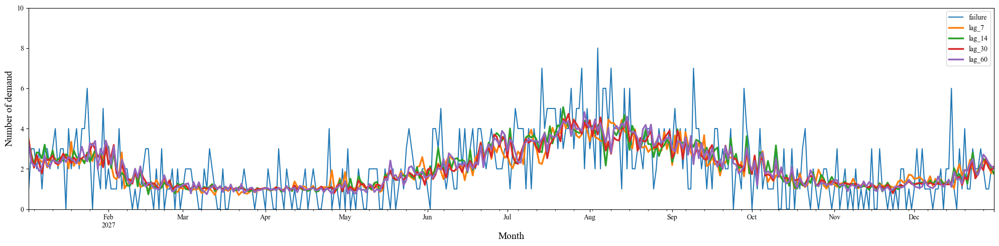 10
8
6
4
2
0
Number of demand
failure
lag_7
lag_14
lag_30
lag_60
Feb Mar Apr May Jun Jul Aug Sep Oct Nov Dec
2027
Month